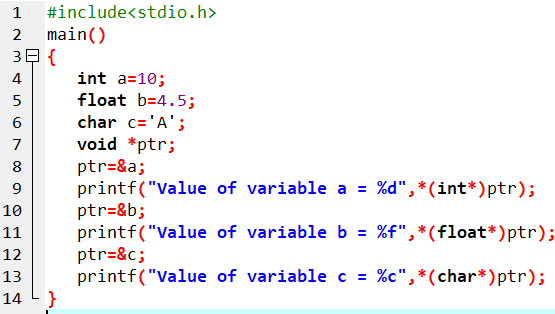 1 #include<stdio.h>
2 main()
3 {
4 int a=10;
5 float b=4.5;
6 char c='A';
7 void *ptr;
8 ptr=&a;
9 printf("Value of variable a = %d",*(int*)ptr);
10 ptr=&b;
11 printf("Value of variable b = %f",*(float*)ptr);
12 ptr=&c;
13 printf("Value of variable c = %c",*(char*)ptr);
14 }